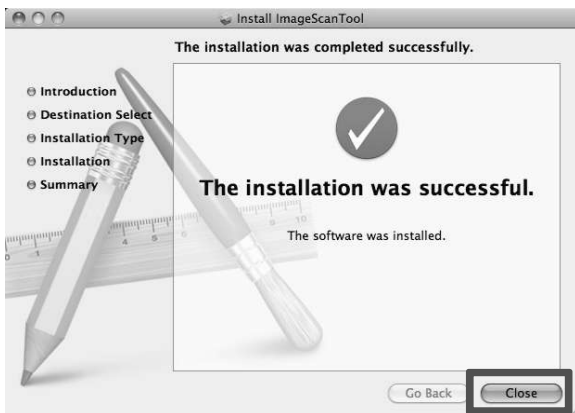 Install ImageScanTool
The installation was completed successfully.
Introduction
Destination Select
Installation Type
Installation
Summary
The installation was successful.
The software was installed.
Go Back
Close